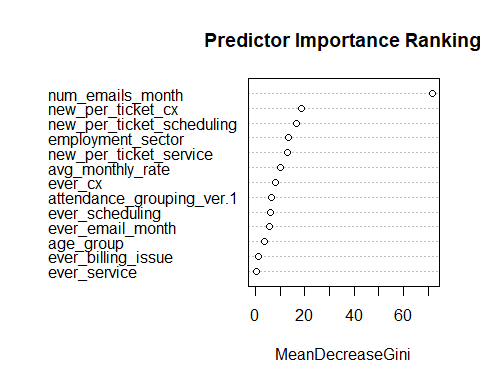 Predictor Importance Ranking
num_emails_month
new_per_ticket_cx
new_per_ticket_scheduling
employment_sector
new_per_ticket_service
avg_monthly_rate
ever_cx
attendance_grouping_ver.1
ever_scheduling
ever_email_month
age_group
ever_billing_issue
ever_service
0 20 40 60
MeanDecreaseGini